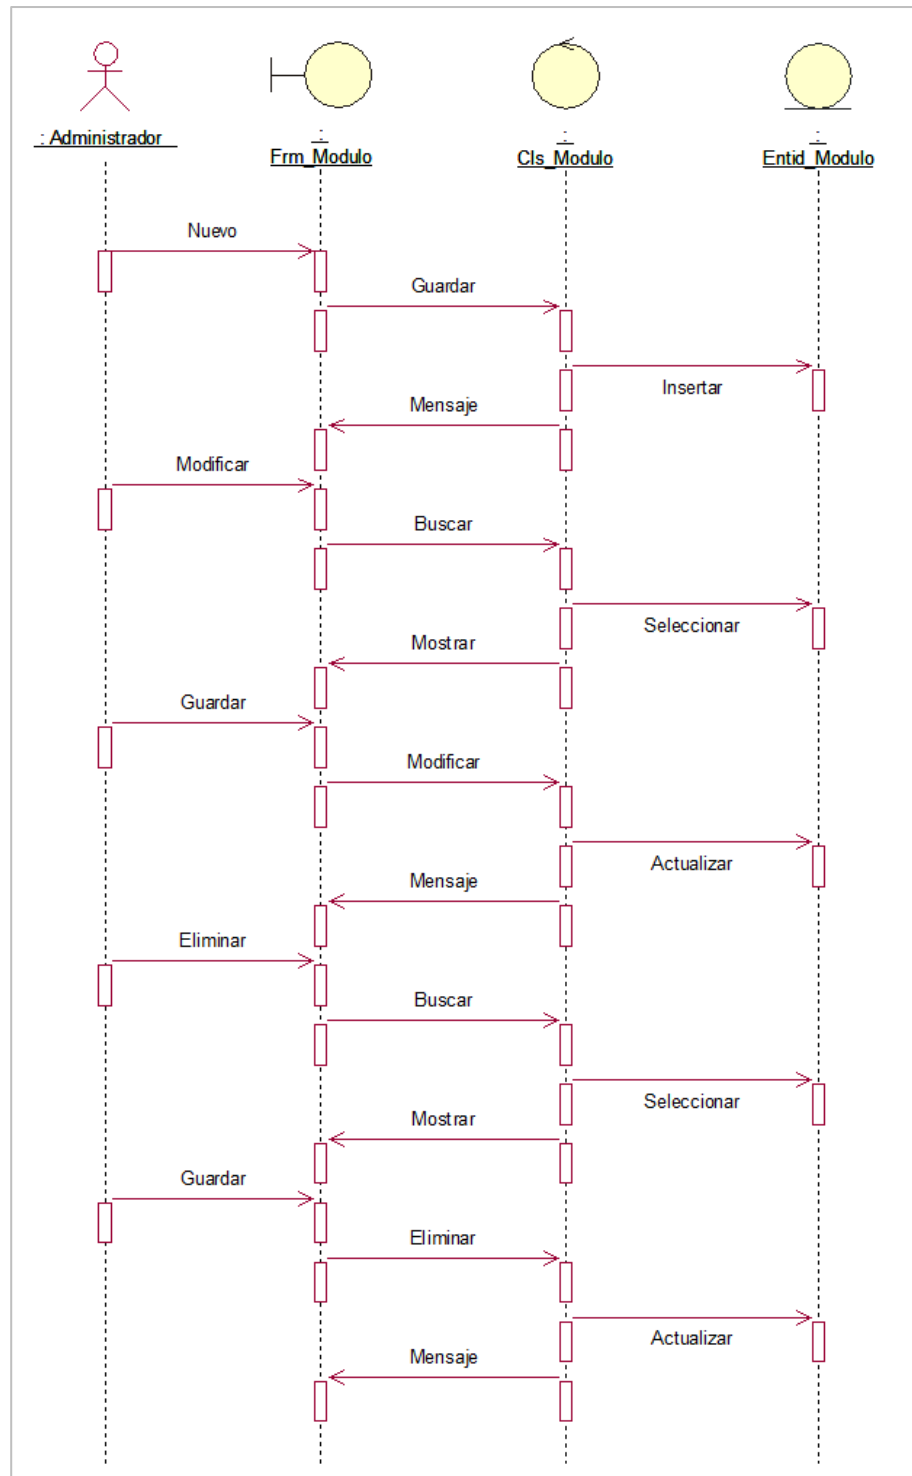 : Administrador
:
Frm_Modulo
:
Cls_Modulo
:
Entid_Modulo
Nuevo
Guardar
Insertar
Mensaje
Modificar
Buscar
Seleccionar
Mostrar
Guardar
Modificar
Actualizar
Mensaje
Eliminar
Buscar
Seleccionar
Mostrar
Guardar
Eliminar
Actualizar
Mensaje